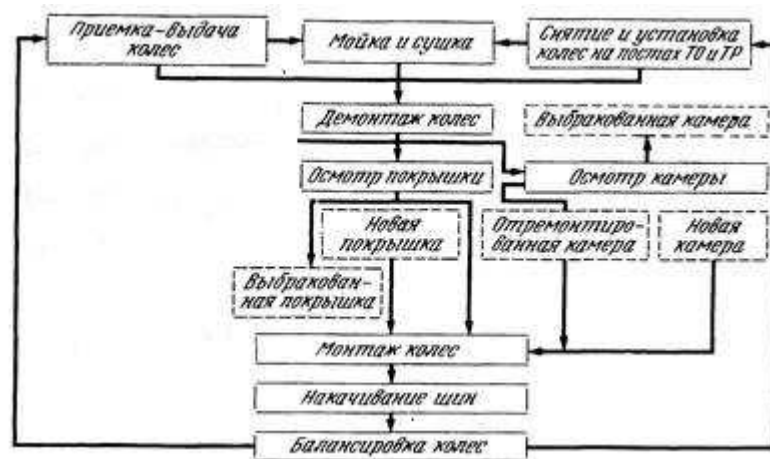 Приемка-выдача
колес
Мойка и сушка
Снятие и установка
колес на постах ТО и ТР
Демонтаж колес
Выбракованная камера
Осмотр покрышки
Осмотр камеры
Новая
покрышка
Отремонтиро-
ванная камера
Новая
камера
Выбракован-
ная покрышка
Монтаж колес
Накачивание шин
Балансировка колес